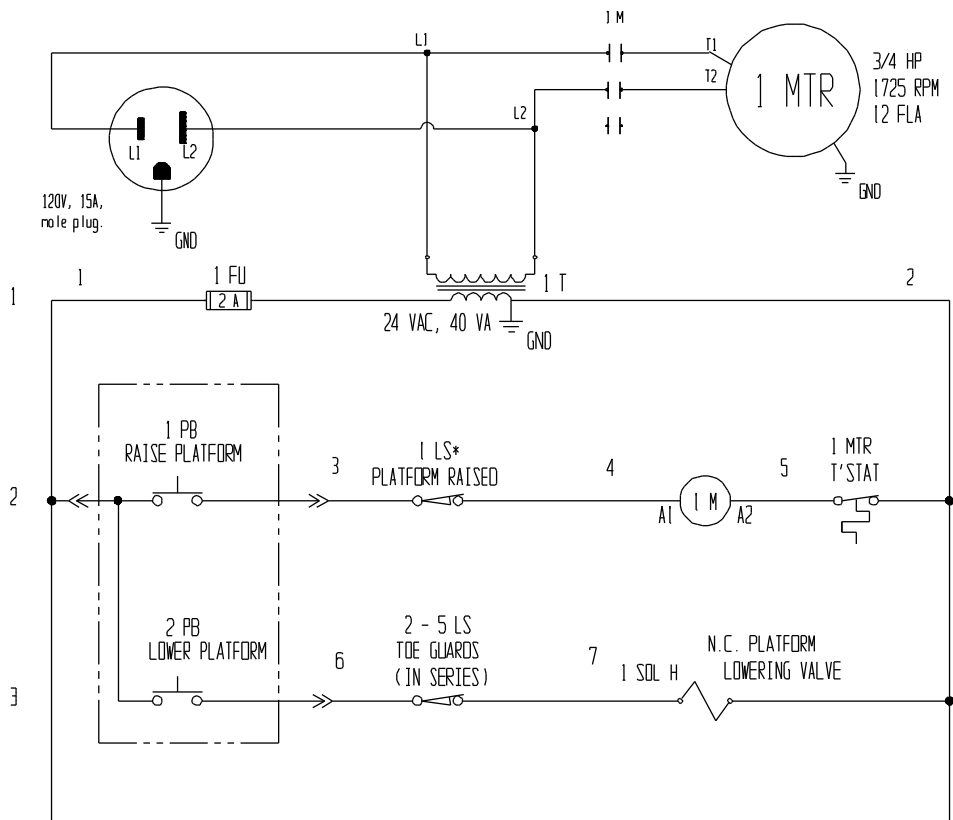 1 M
L1
T1
3/4 HP
1725 RPM
12 FLA
T2
1 MTR
L2
L1
L2
GND
120V, 15A,
male plug.
GND
1
1
1 FU
2 A
1 T
2
24 VAC, 40 VA
GND
1 PB
RAISE PLATFORM
3
1 LS*
PLATFORM RAISED
4
5
1 MTR
T'STAT
2
A1
1 M
A2
2 PB
LOWER PLATFORM
6
2 - 5 LS
TOE GUARDS
(IN SERIES)
7
1 SOL H
N.C. PLATFORM
LOWERING VALVE
3